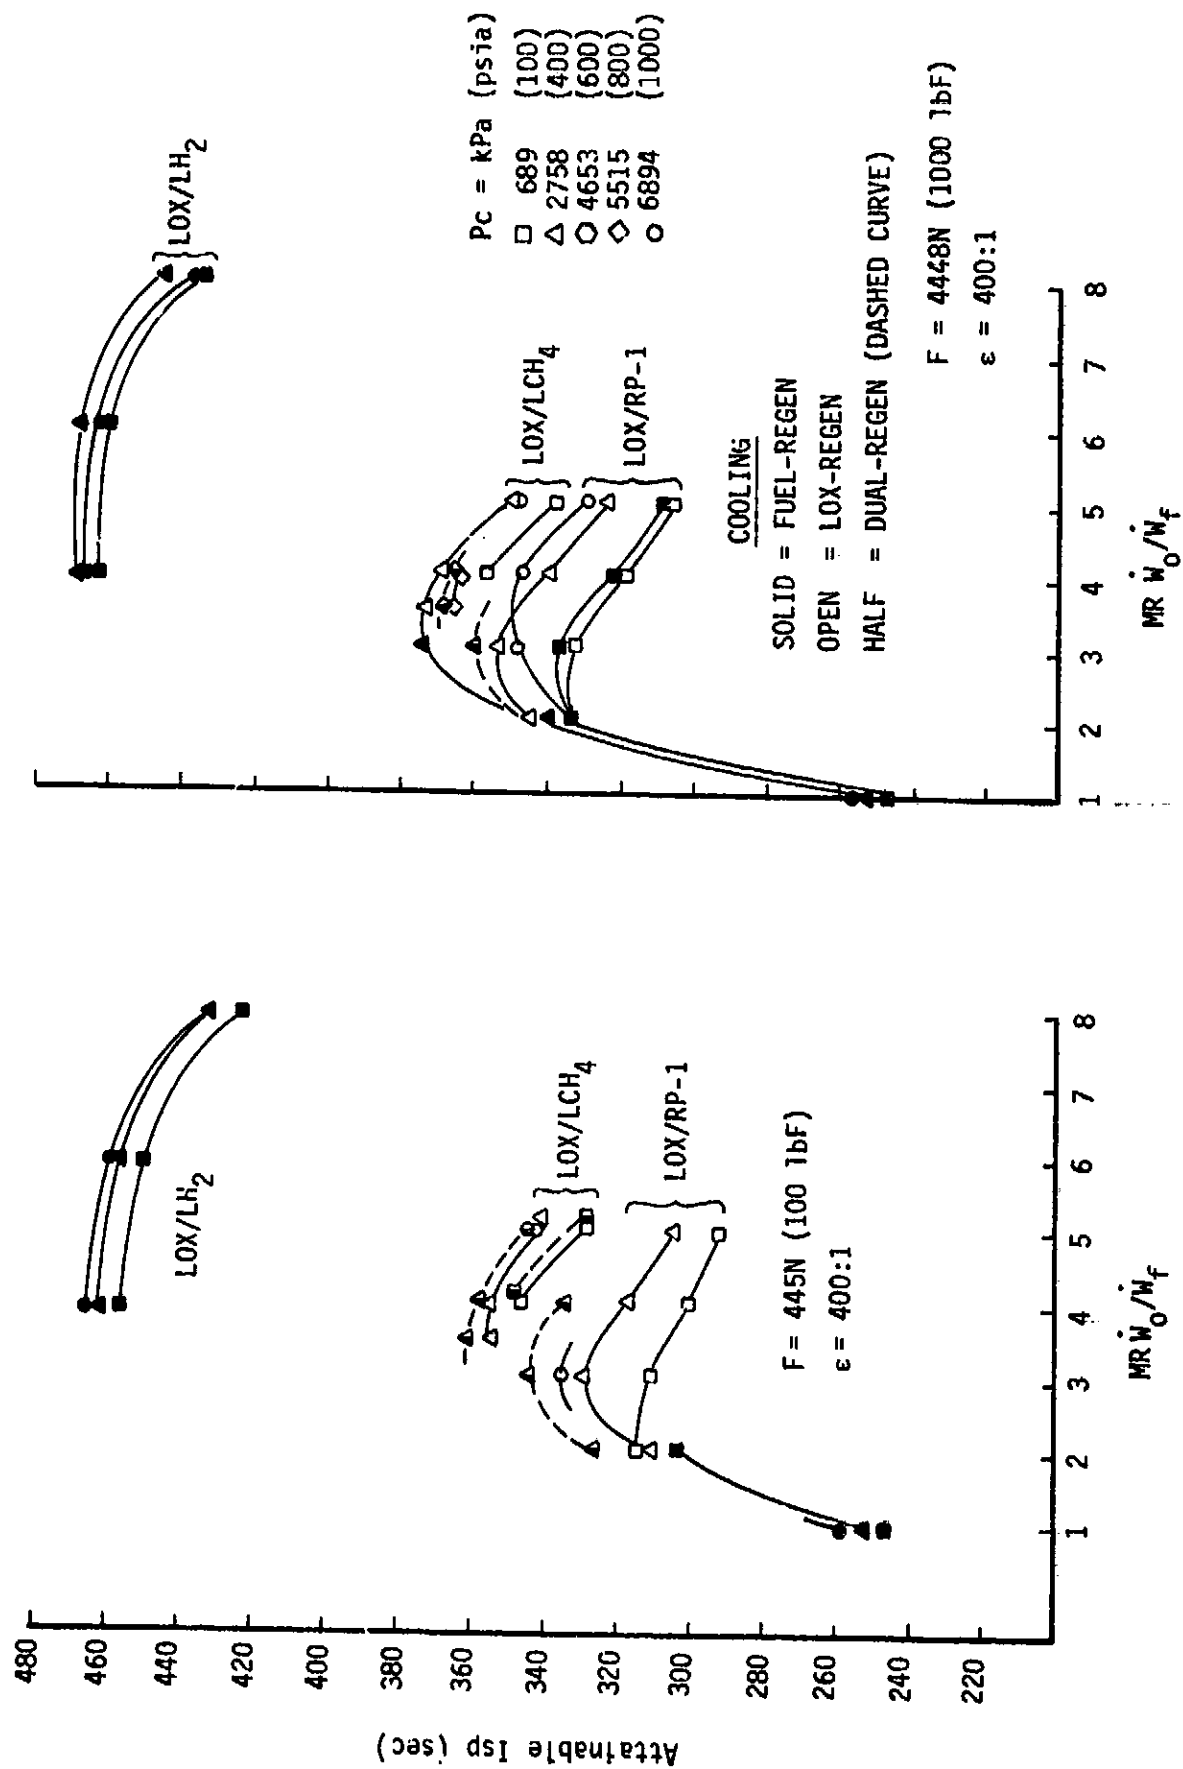 Attainable Isp (sec)
480
460
440
420
400
380
360
340
320
300
280
260
240
220
LOX/LH2
LOX/LCH4
LOX/RP-1
F = 445N (100 lbF)
ε = 400:1
1 2 3 4 5 6 7 8
MR Ẇo/Ẇf
LOX/LH2
LOX/LCH4
LOX/RP-1
Pc = kPa (psia)
□ 689 (100)
△ 2758 (400)
⬡ 4653 (600)
◇ 5515 (800)
○ 6894 (1000)
COOLING
SOLID = FUEL-REGEN
OPEN = LOX-REGEN
HALF = DUAL-REGEN (DASHED CURVE)
F = 4448N (1000 lbF)
ε = 400:1
1 2 3 4 5 6 7 8
MR Ẇo/Ẇf